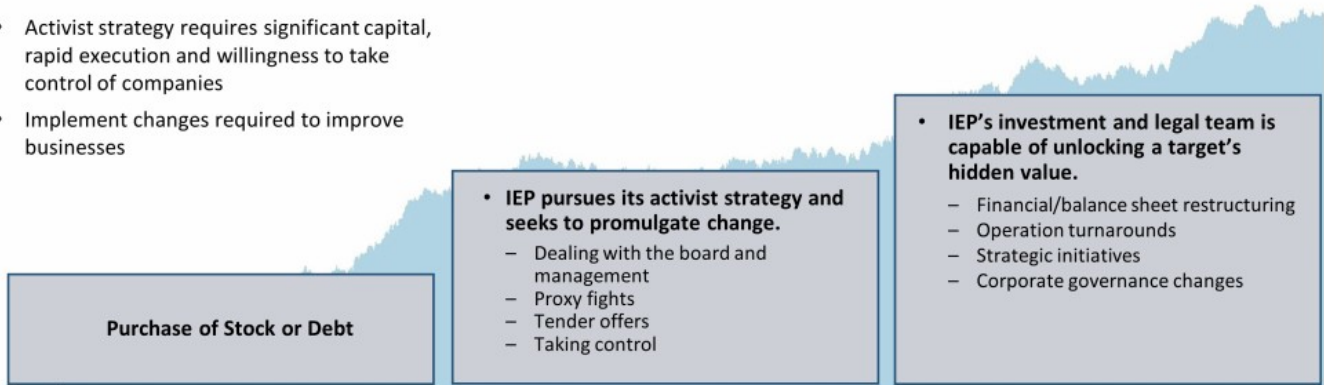 • Activist strategy requires significant capital,
rapid execution and willingness to take
control of companies
• Implement changes required to improve
businesses
Purchase of Stock or Debt
• IEP pursues its activist strategy and
seeks to promulgate change.
– Dealing with the board and
management
– Proxy fights
– Tender offers
– Taking control
• IEP's investment and legal team is
capable of unlocking a target's
hidden value.
– Financial/balance sheet restructuring
– Operation turnarounds
– Strategic initiatives
– Corporate governance changes